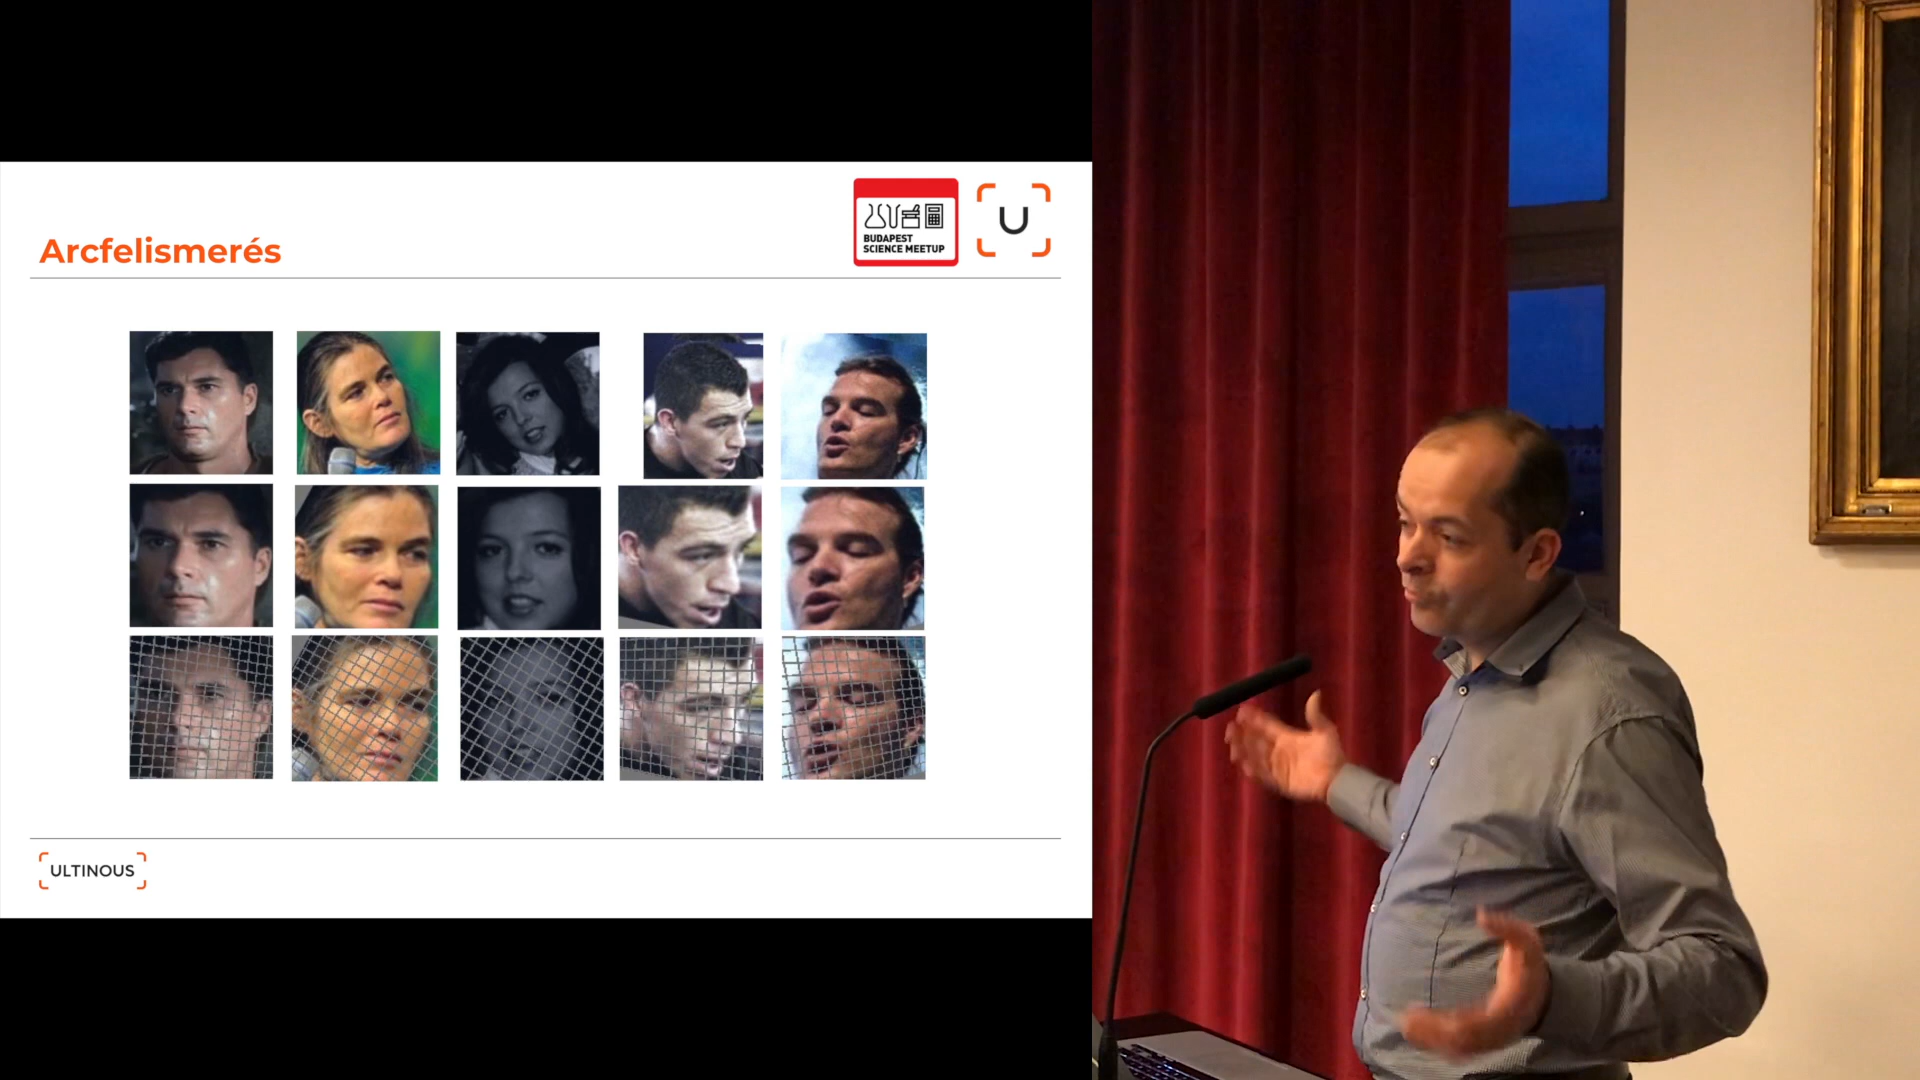 Arcfelismerés
BUDAPEST
SCIENCE MEETUP
U
ULTINOUS